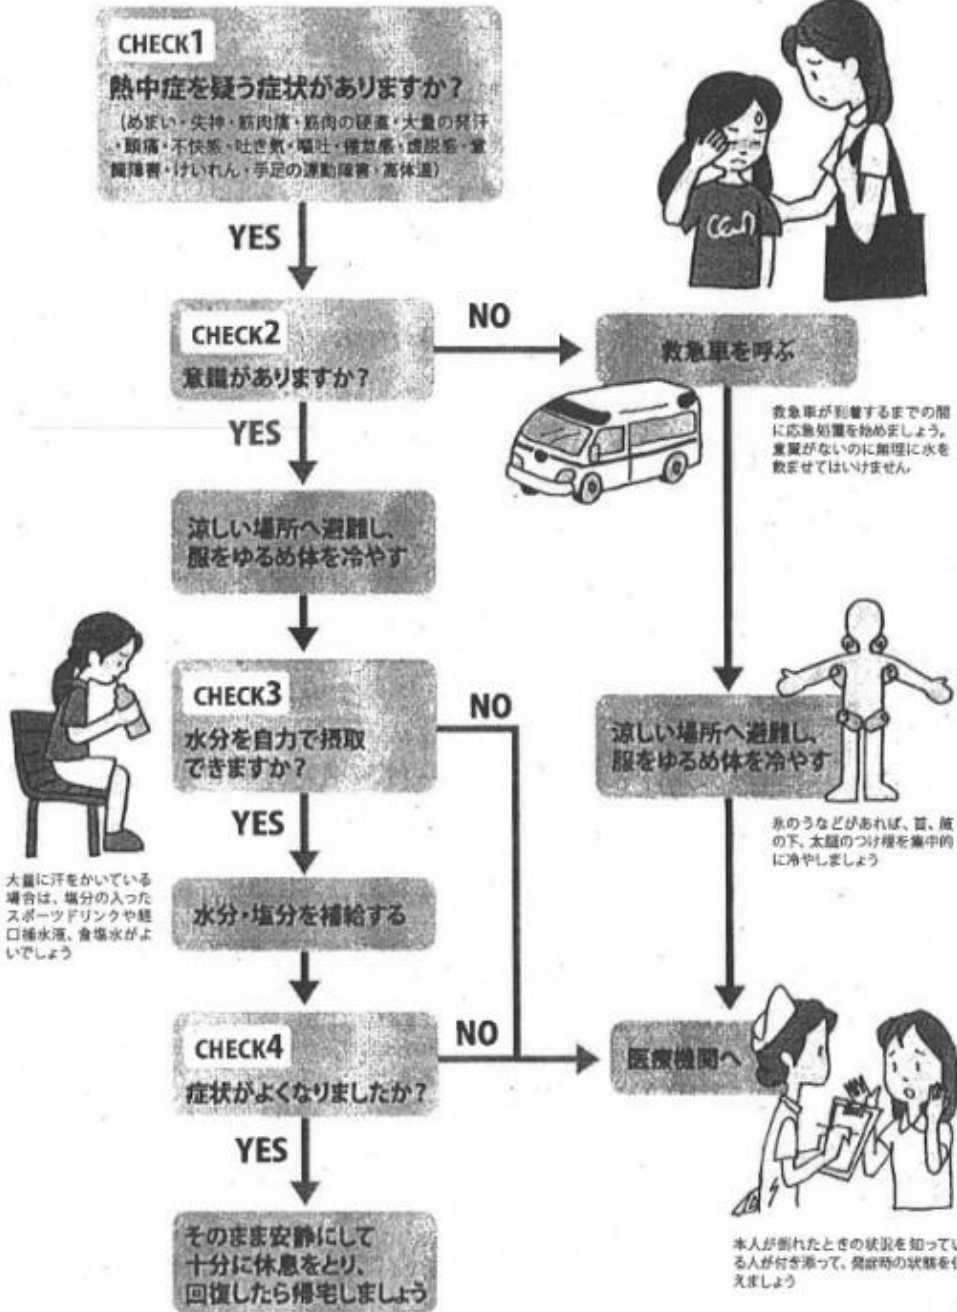 CHECK1
熱中症を疑う症状がありますか?
(めまい・失神・筋肉痛・筋肉の硬直・大量の発汗
・頭痛・不快感・吐き気・嘔吐・倦怠感・虚脱感・意
識障害・けいれん・手足の運動障害・高体温)
YES
CHECK2
意識がありますか?
NO
救急車を呼ぶ
救急車が到着するまでの間
に応急処置を始めましょう。
意識がないのに無理に水を
飲ませてはいけません
YES
涼しい場所へ避難し、
服をゆるめ体を冷やす
CHECK3
水分を自力で摂取
できますか?
NO
涼しい場所へ避難し、
服をゆるめ体を冷やす
氷のうなどがあれば、首、腋
の下、太腿のつけ根を集中的
に冷やしましょう
YES
大量に汗をかいている
場合は、塩分の入った
スポーツドリンクや経
口補水液、食塩水がよ
いでしょう
水分・塩分を補給する
CHECK4
症状がよくなりましたか?
NO
医療機関へ
YES
そのまま安静にして
十分に休息をとり、
回復したら帰宅しましょう
本人が倒れたときの状況を知ってい
る人が付き添って、発症時の状態を伝
えましょう